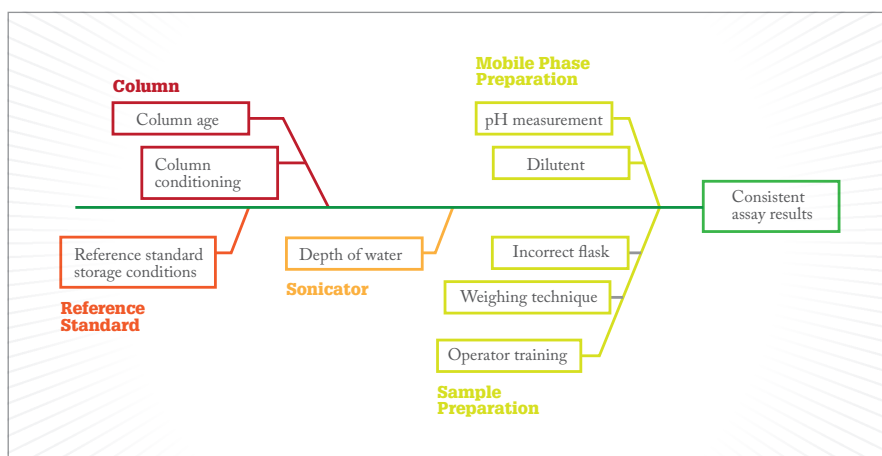 Column
Column age
Column
conditioning
Mobile Phase
Preparation
pH measurement
Dilutent
Consistent
assay results
Reference standard
storage conditions
Reference
Standard
Depth of water
Sonicator
Incorrect flask
Weighing technique
Operator training
Sample
Preparation